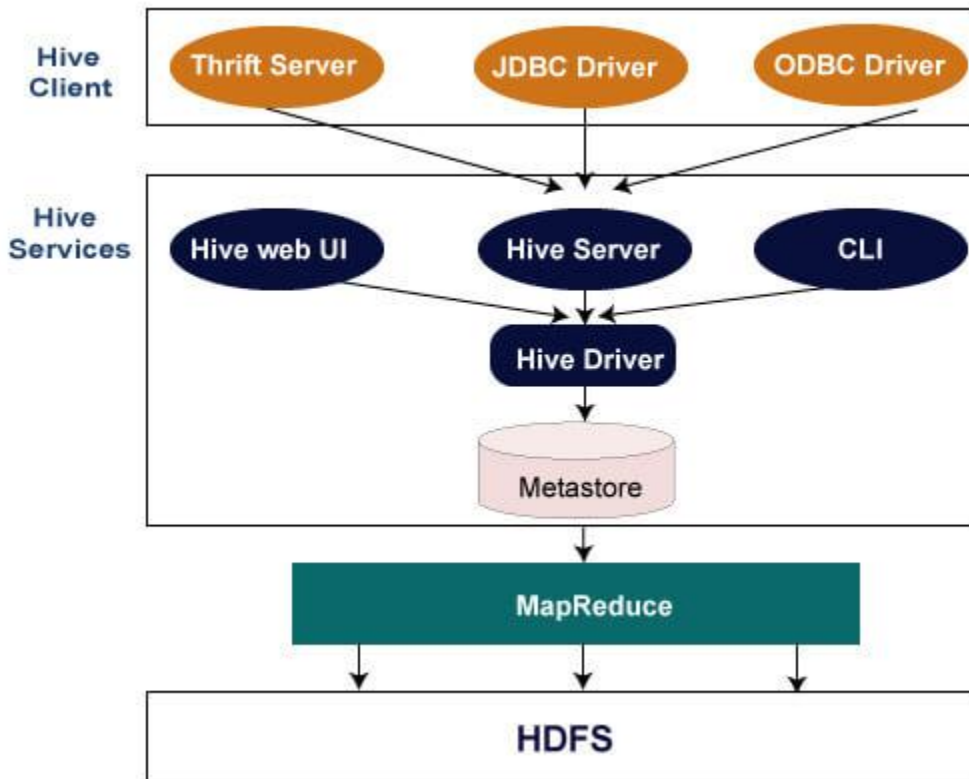 Hive
Client
Thrift Server
JDBC Driver
ODBC Driver
Hive
Services
Hive web UI
Hive Server
CLI
Hive Driver
Metastore
MapReduce
HDFS